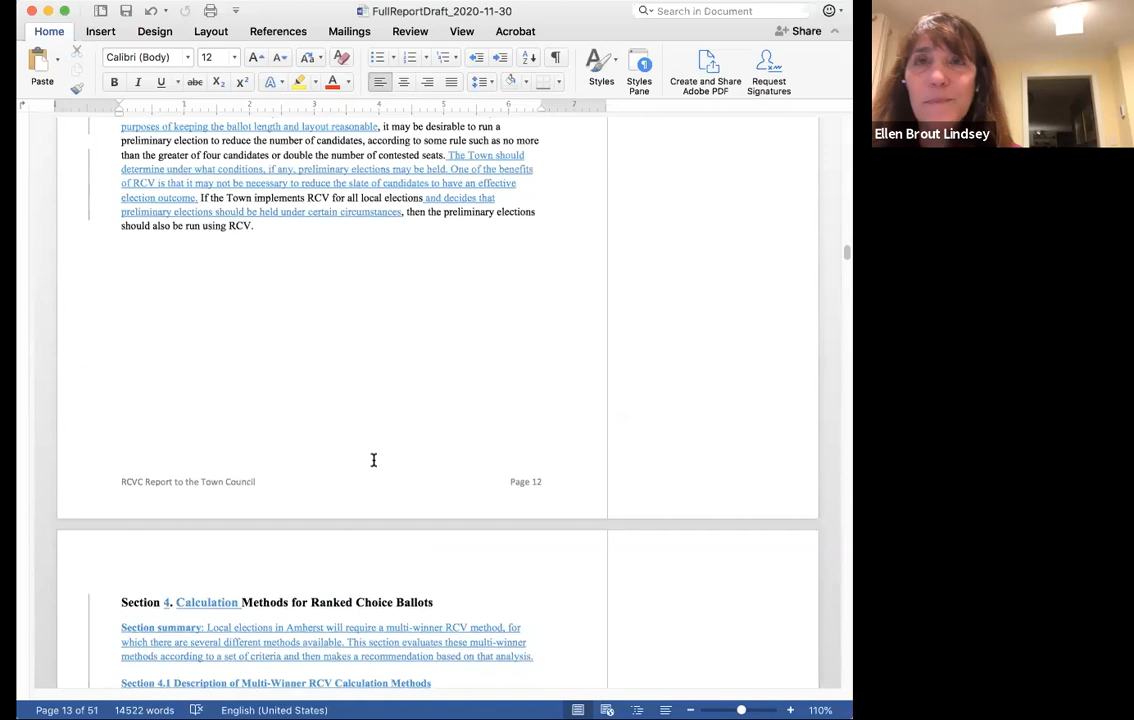 FullReportDraft_2020-11-30
Search in Document
Home Insert Design Layout References Mailings Review View Acrobat
Share
Paste
Calibri (Body) 12
Styles
Styles Pane
Create and Share Adobe PDF
Request Signatures
1 2 3 4 5 6 7
purposes of keeping the ballot length and layout reasonable, it may be desirable to run a
preliminary election to reduce the number of candidates, according to some rule such as no more
than the greater of four candidates or double the number of contested seats. The Town should
determine under what conditions, if any, preliminary elections may be held. One of the benefits
of RCV is that it may not be necessary to reduce the slate of candidates to have an effective
election outcome. If the Town implements RCV for all local elections and decides that
preliminary elections should be held under certain circumstances, then the preliminary elections
should also be run using RCV.
RCVC Report to the Town Council Page 12
Section 4. Calculation Methods for Ranked Choice Ballots
Section summary: Local elections in Amherst will require a multi-winner RCV method, for
which there are several different methods available. This section evaluates these multi-winner
methods according to a set of criteria and then makes a recommendation based on that analysis.
Section 4.1 Description of Multi-Winner RCV Calculation Methods
Page 13 of 51 14522 words English (United States) 110%
Ellen Brout Lindsey